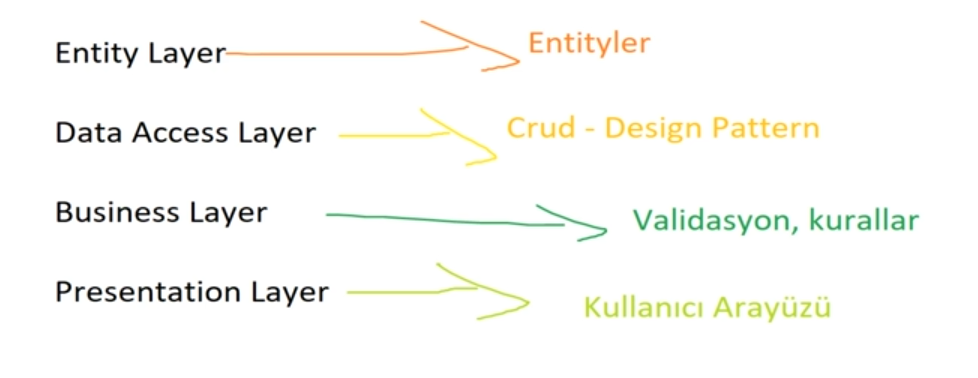 Entity Layer Entityler
Data Access Layer Crud - Design Pattern
Business Layer Validasyon, kurallar
Presentation Layer Kullanıcı Arayüzü